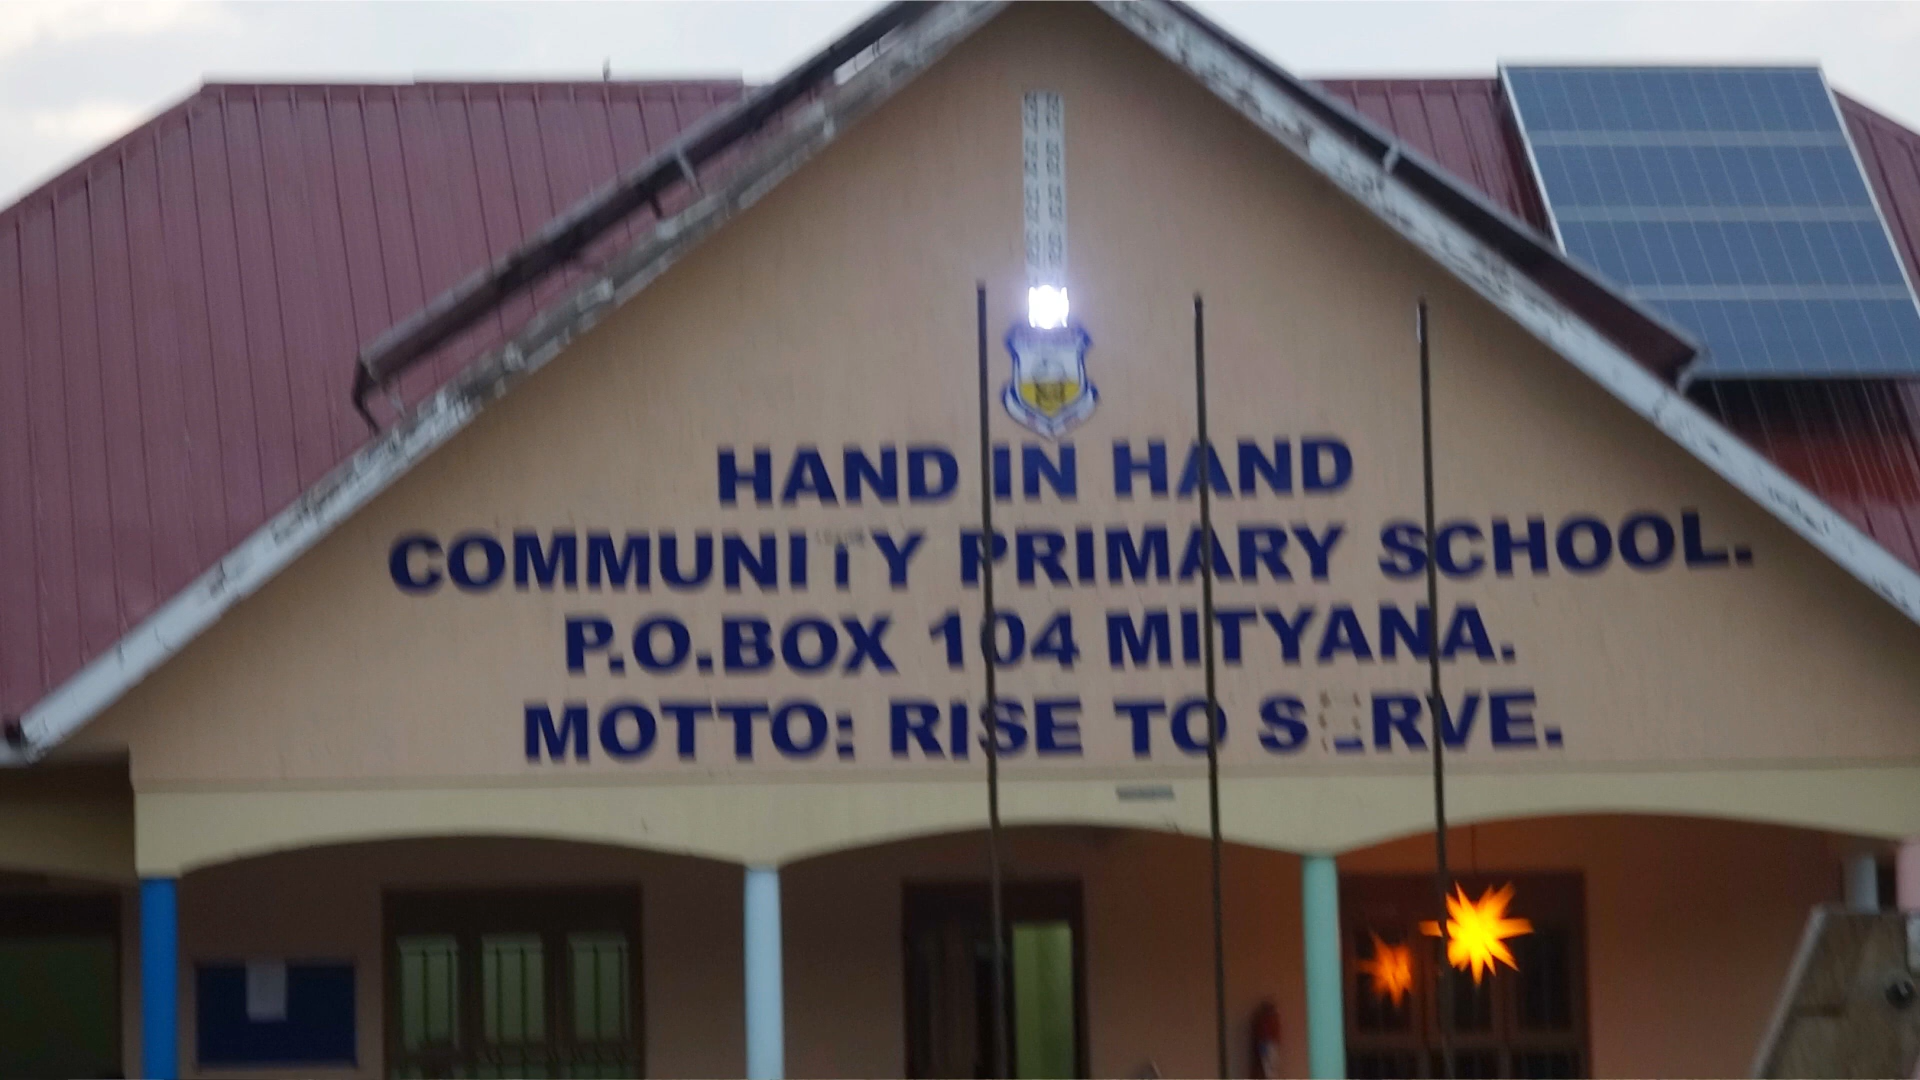 HAND IN HAND
COMMUNITY PRIMARY SCHOOL.
P.O.BOX 104 MITYANA.
MOTTO: RISE TO SERVE.